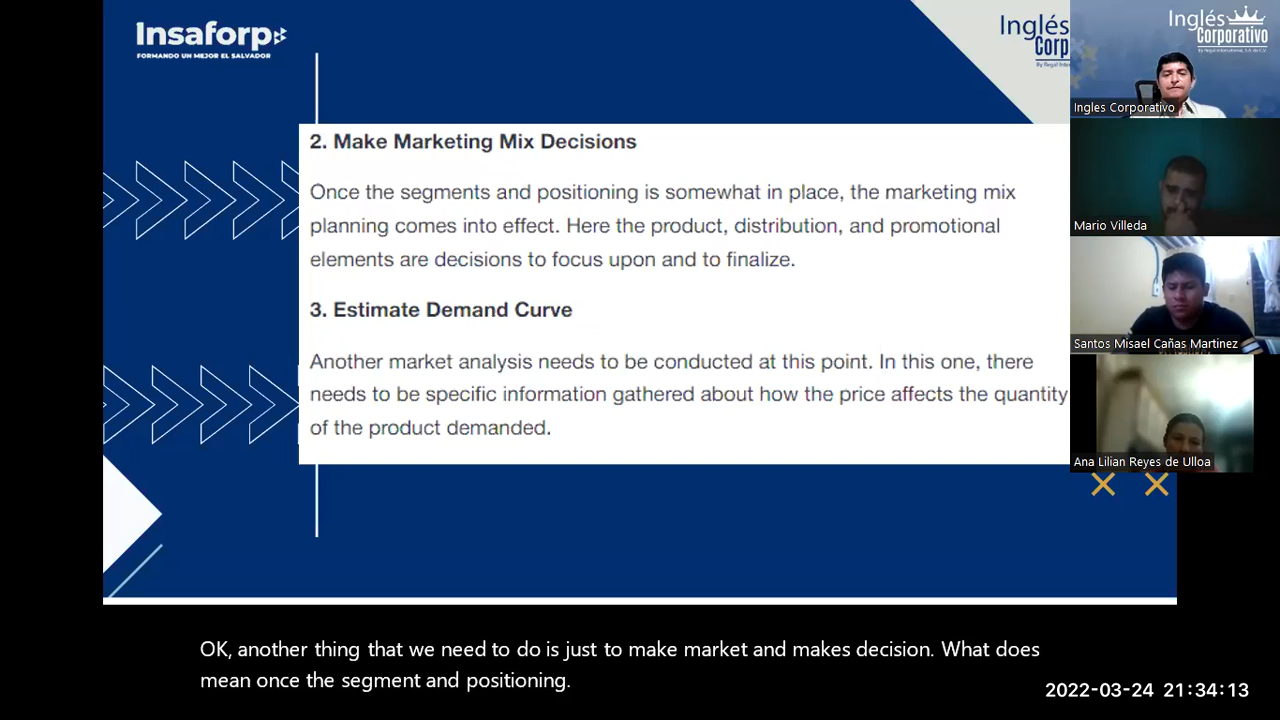 Insaforp
FORMANDO UN MEJOR EL SALVADOR
Inglés
Corp
Inglés
Corporativo
By Regal International, S.A. de C.V.
Ingles Corporativo
Mario Villeda
Santos Misael Cañas Martinez
Ana Lilian Reyes de Ulloa
2. Make Marketing Mix Decisions
Once the segments and positioning is somewhat in place, the marketing mix
planning comes into effect. Here the product, distribution, and promotional
elements are decisions to focus upon and to finalize.
3. Estimate Demand Curve
Another market analysis needs to be conducted at this point. In this one, there
needs to be specific information gathered about how the price affects the quantity
of the product demanded.
OK, another thing that we need to do is just to make market and makes decision. What does
mean once the segment and positioning.
2022-03-24 21:34:13